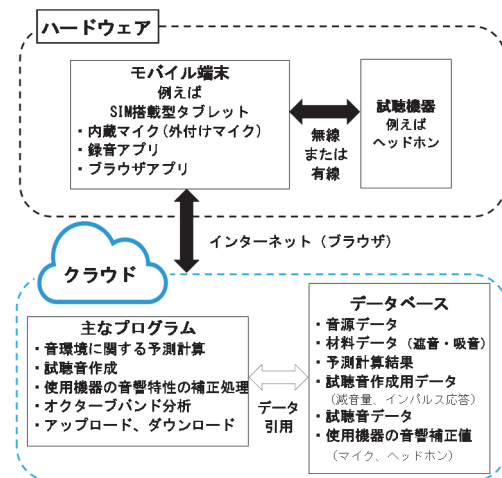 ハードウェア
モバイル端末
例えば
SIM搭載型タブレット
・内蔵マイク(外付けマイク)
・録音アプリ
・ブラウザアプリ
無線
または
有線
試聴機器
例えば
ヘッドホン
インターネット（ブラウザ）
クラウド
主なプログラム
・音環境に関する予測計算
・試聴音作成
・使用機器の音響特性の補正処理
・オクターブバンド分析
・アップロード、ダウンロード
データ
引用
データベース
・音源データ
・材料データ（遮音・吸音）
・予測計算結果
・試聴音作成用データ
（減音量、インパルス応答）
・試聴音データ
・使用機器の音響補正値
（マイク、ヘッドホン）